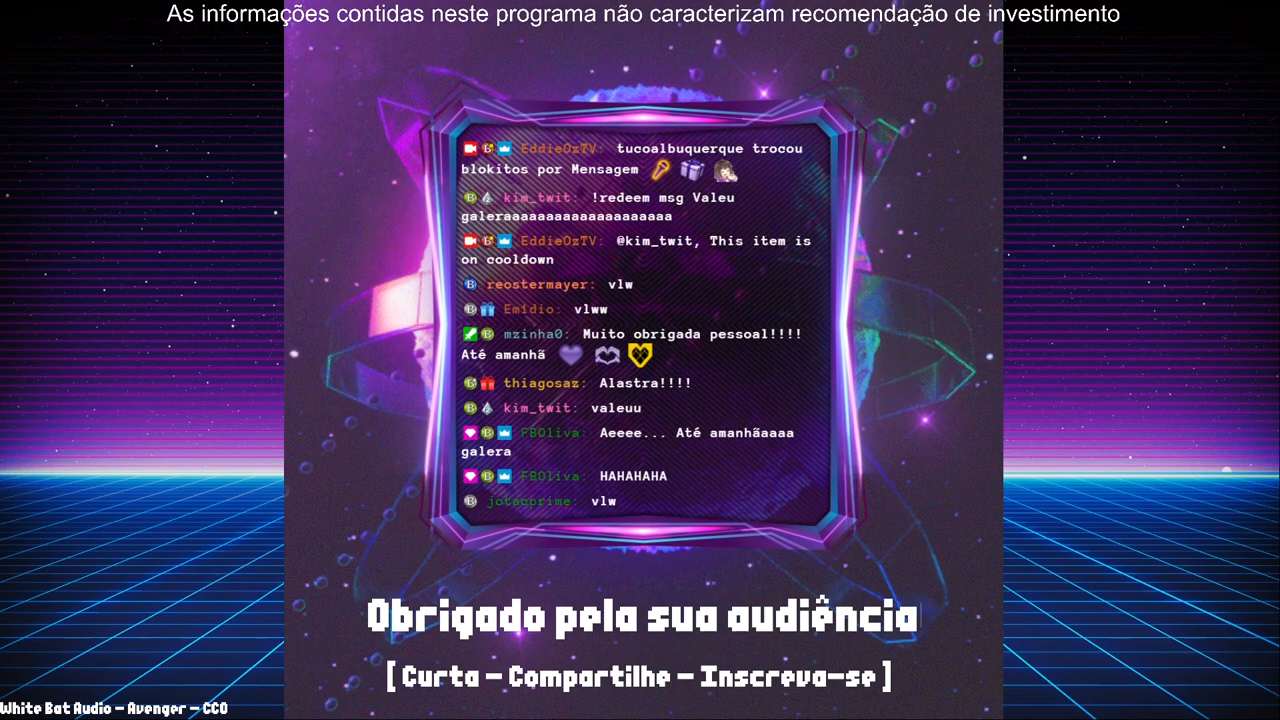 As informações contidas neste programa não caracterizam recomendação de investimento
EddieOzTV: tucoalbuquerque trocou
blokitos por Mensagem
kim_twit: !redeem msg Valeu
galeraaaaaaaaaaaaaaaaaaaa
EddieOzTV: @kim_twit, This item is
on cooldown
reostermayer: vlw
Emídio: vlww
mzinha0: Muito obrigada pessoal!!!!
Até amanhã
thiagosaz: Alastra!!!!
kim_twit: valeuu
FBOliva: Aeeee... Até amanhãaaaa
galera
FBOliva: HAHAHAHA
jotacprime: vlw
Obrigado pela sua audiência
[ Curta - Compartilhe - Inscreva-se ]
White Bat Audio - Avenger - CC0